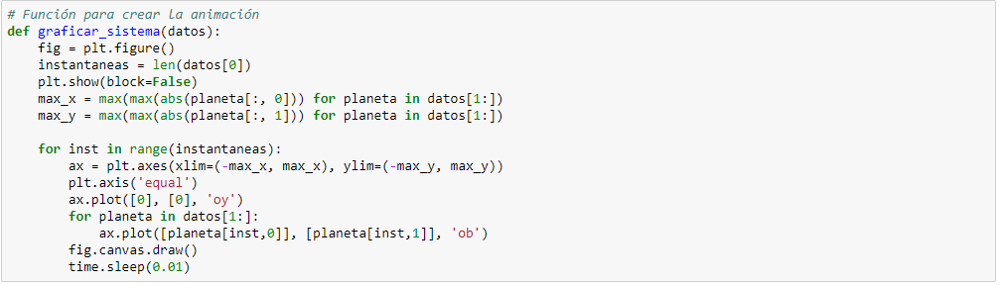 # Función para crear la animación
def graficar_sistema(datos):
    fig = plt.figure()
    instantaneas = len(datos[0])
    plt.show(block=False)
    max_x = max(max(abs(planeta[:, 0])) for planeta in datos[1:])
    max_y = max(max(abs(planeta[:, 1])) for planeta in datos[1:])

    for inst in range(instantaneas):
        ax = plt.axes(xlim=(-max_x, max_x), ylim=(-max_y, max_y))
        plt.axis('equal')
        ax.plot([0], [0], 'oy')
        for planeta in datos[1:]:
            ax.plot([planeta[inst,0]], [planeta[inst,1]], 'ob')
        fig.canvas.draw()
        time.sleep(0.01)